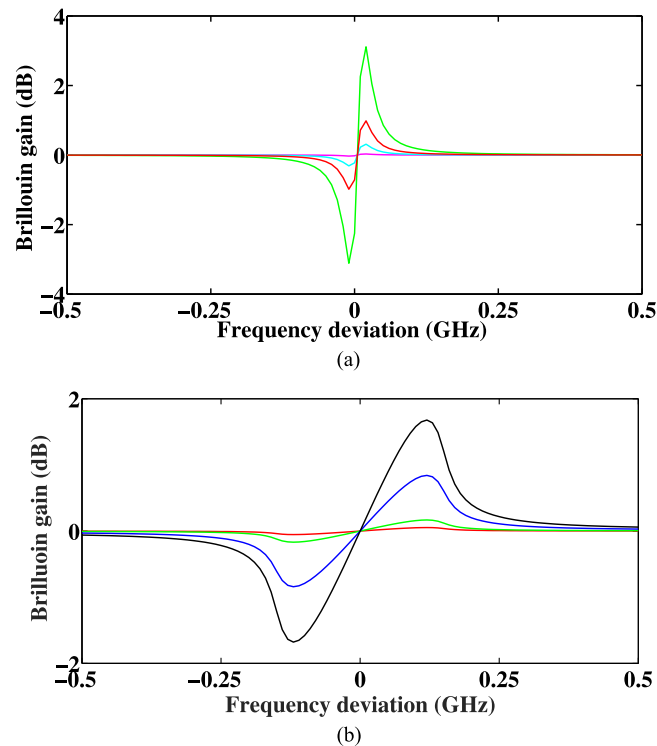 4
2
0
−2
−4
Brillouin gain (dB)
−0.5 −0.25 0 0.25 0.5
Frequency deviation (GHz)
(a)
2
0
−2
Brilluoin gain (dB)
−0.5 −0.25 0 0.25 0.5
Frequency deviation (GHz)
(b)